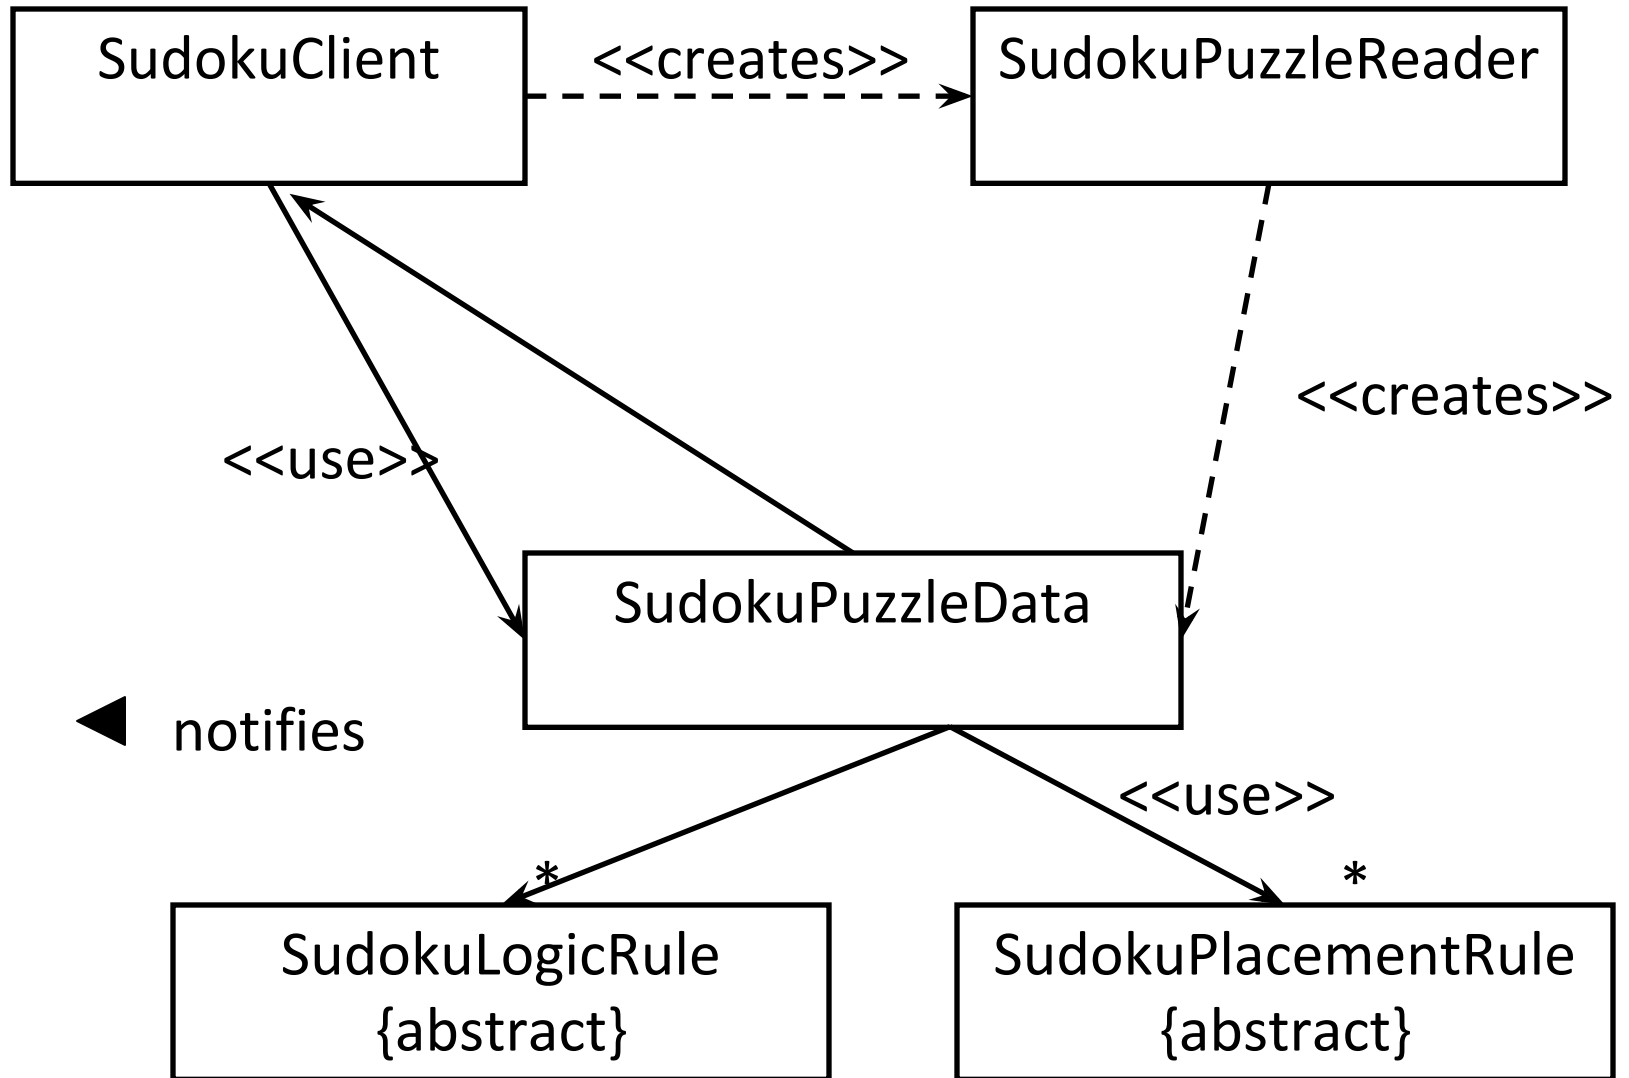 SudokuClient
<<creates>>
SudokuPuzzleReader
<<creates>>
<<use>>
SudokuPuzzleData
notifies
<<use>>
*
*
SudokuLogicRule
{abstract}
SudokuPlacementRule
{abstract}